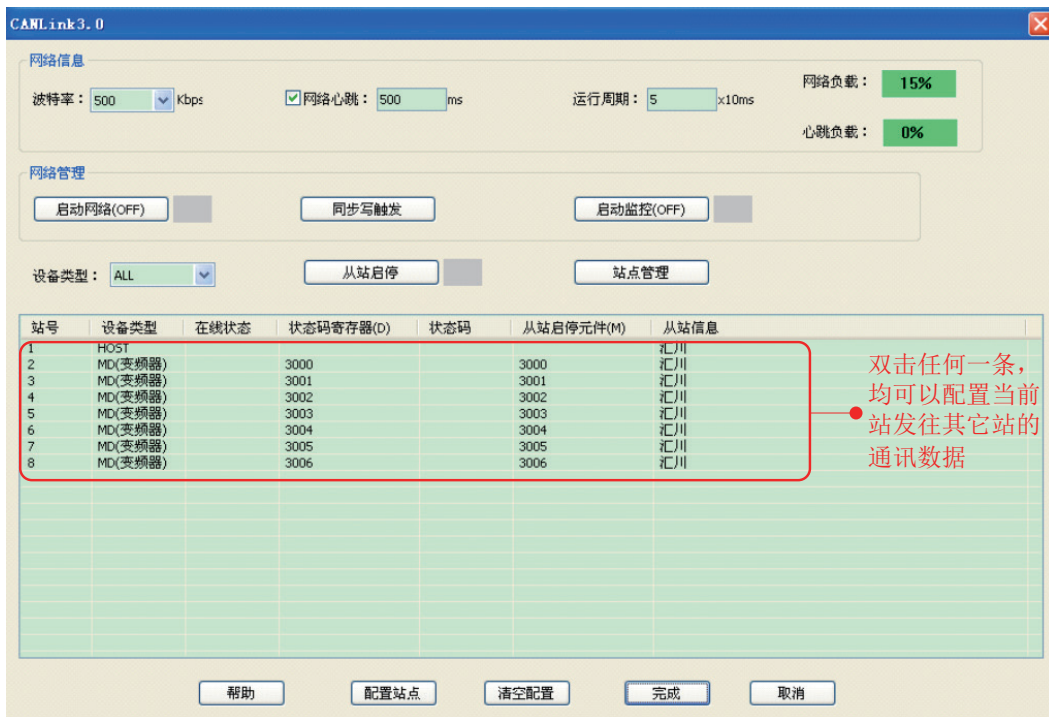 CANLink3.0
网络信息
波特率： 500 Kbps 网络心跳： 500 ms 运行周期： 5 x10ms 网络负载： 15%
心跳负载： 0%
网络管理
启动网络(OFF) 同步写触发 启动监控(OFF)
设备类型： ALL 从站启停 站点管理
站号 设备类型 在线状态 状态码寄存器(D) 状态码 从站启停元件(M) 从站信息
1 HOST 汇川
2 MD(变频器) 3000 3000 汇川
3 MD(变频器) 3001 3001 汇川
4 MD(变频器) 3002 3002 汇川
5 MD(变频器) 3003 3003 汇川
6 MD(变频器) 3004 3004 汇川
7 MD(变频器) 3005 3005 汇川
8 MD(变频器) 3006 3006 汇川
双击任何一条，
均可以配置当前
站发往其它站的
通讯数据
帮助 配置站点 清空配置 完成 取消